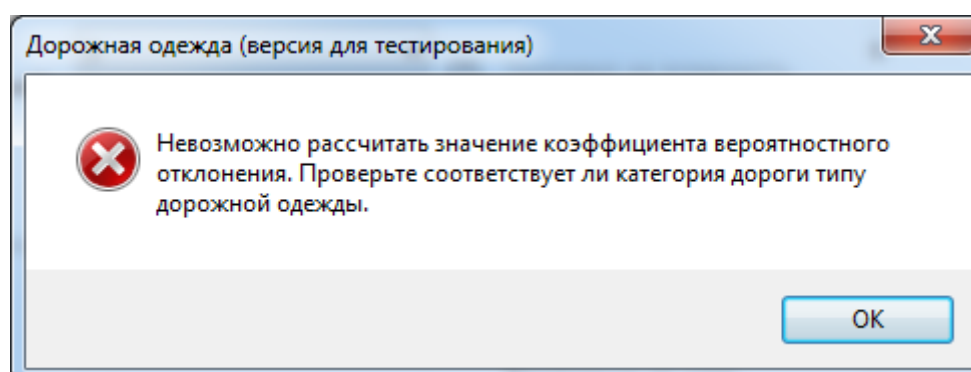 Дорожная одежда (версия для тестирования)
Невозможно рассчитать значение коэффициента вероятностного
отклонения. Проверьте соответствует ли категория дороги типу
дорожной одежды.
OK